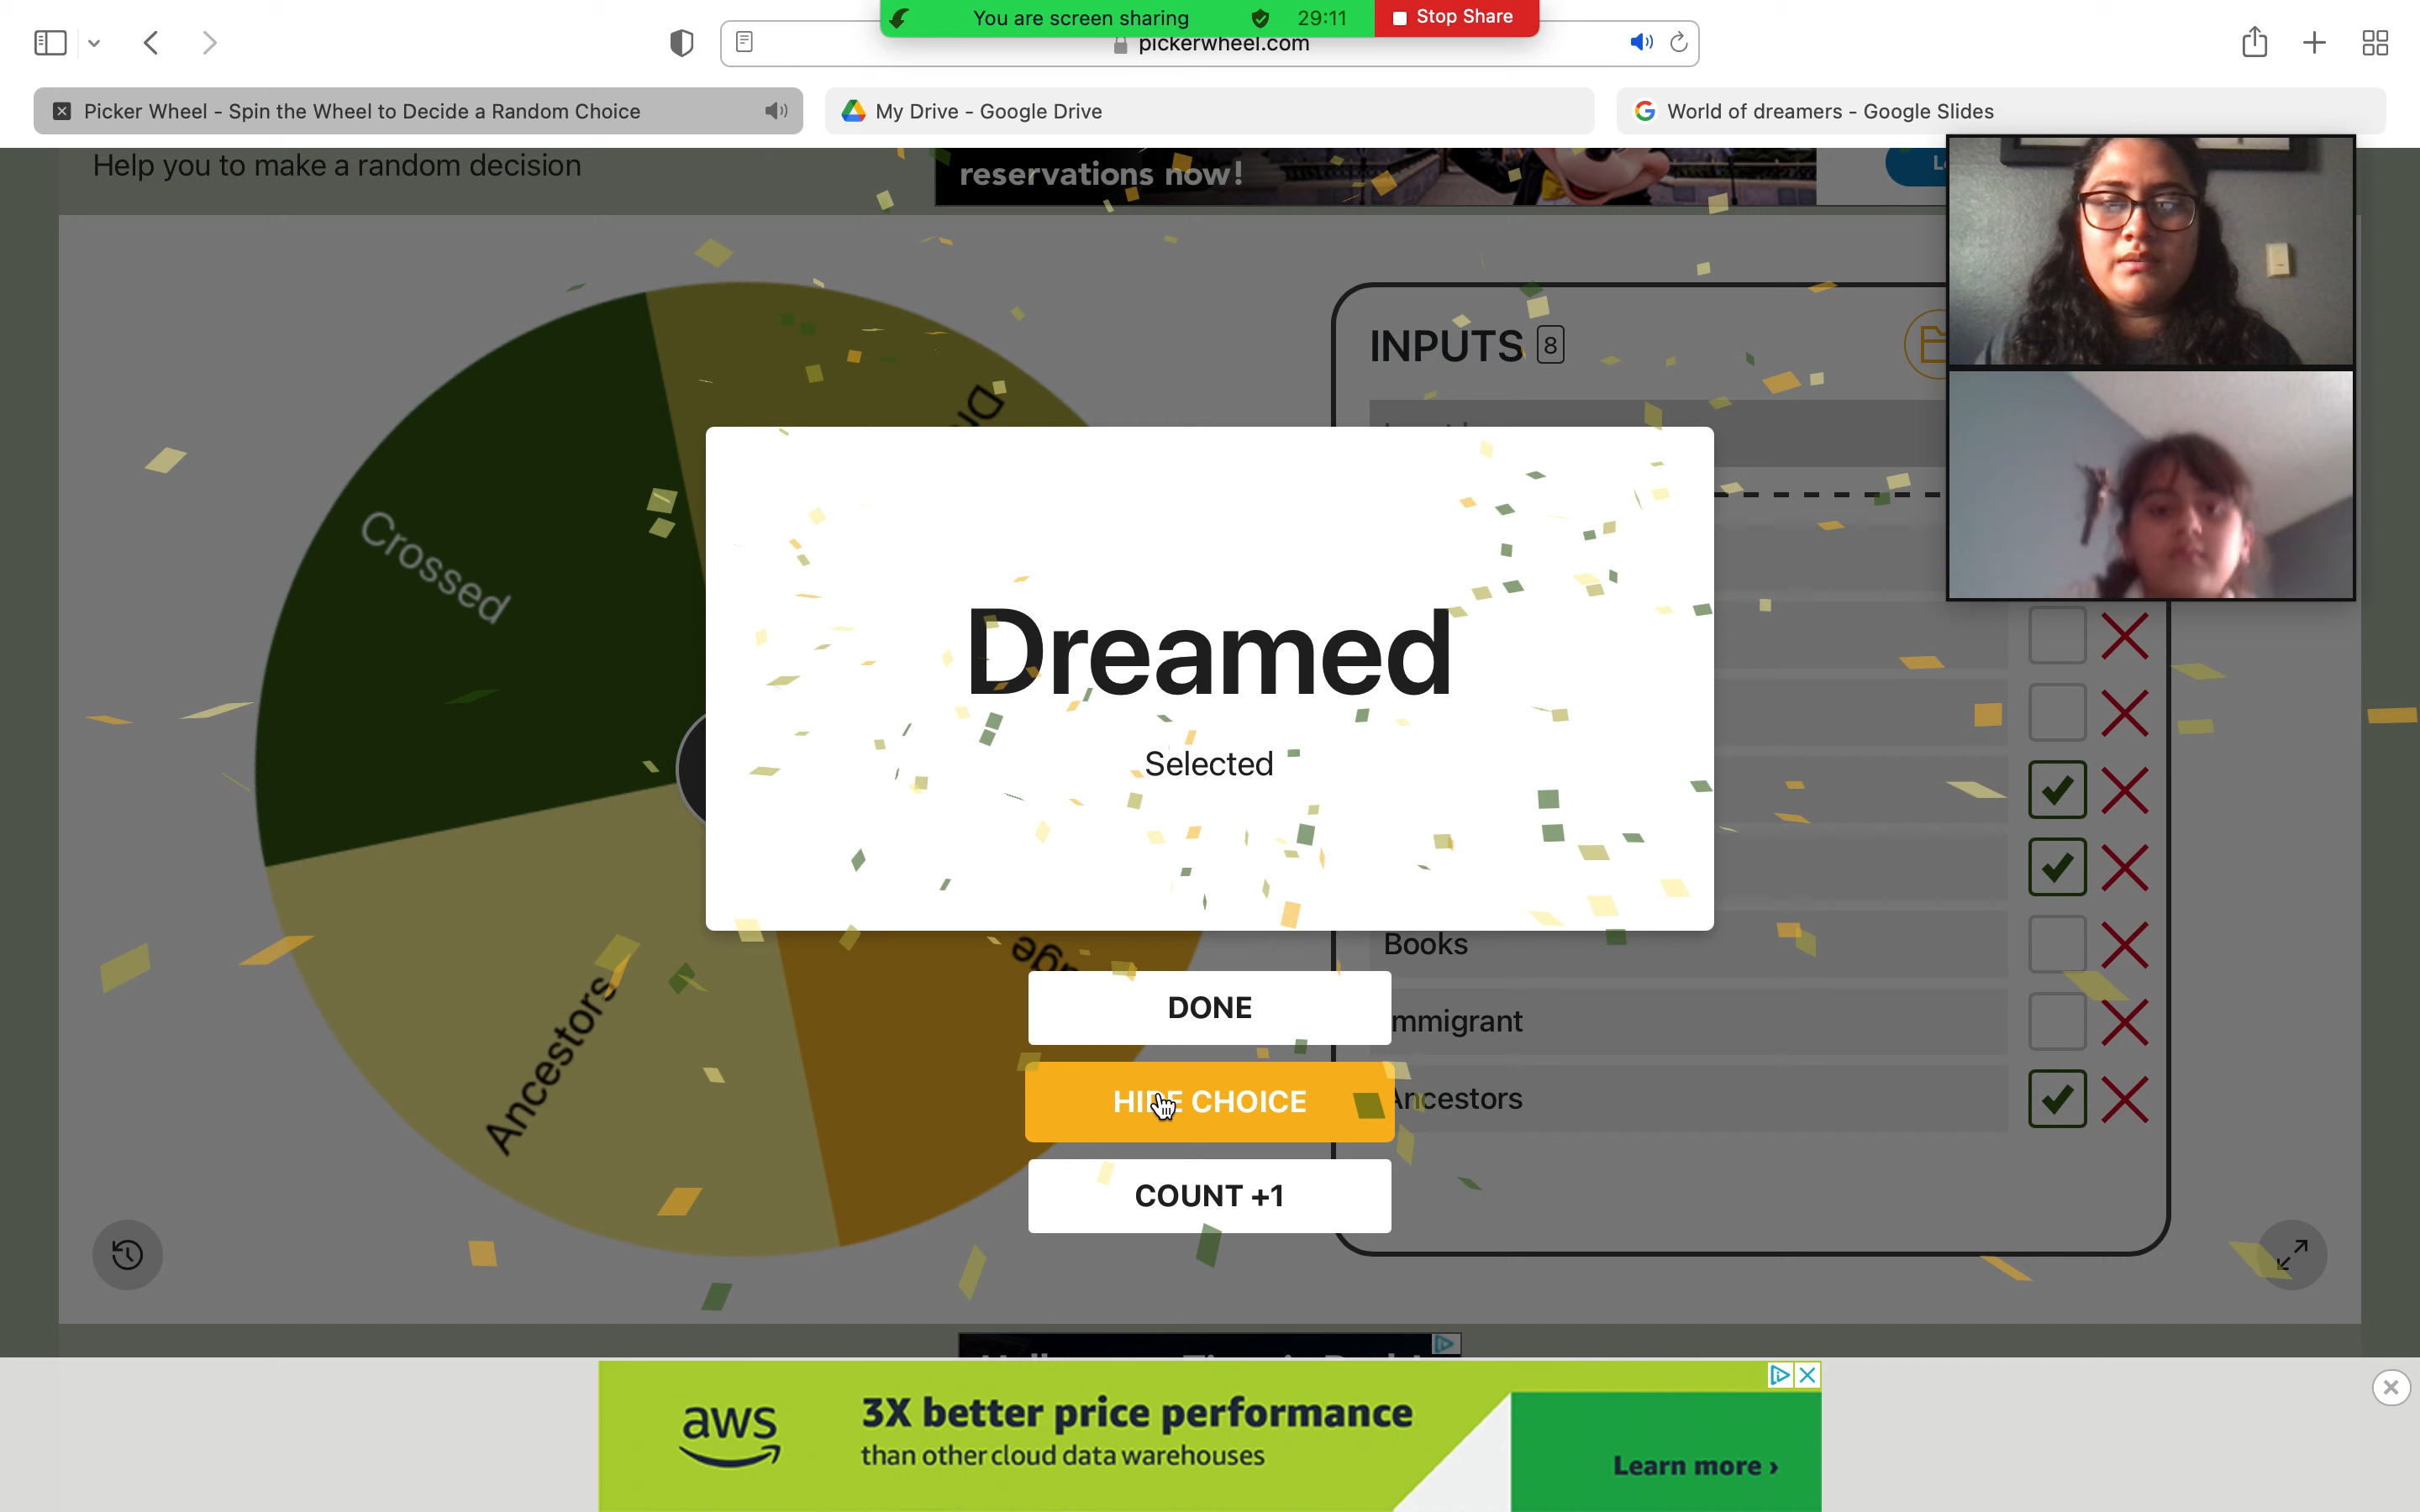 You are screen sharing
29:11
Stop Share
pickerwheel.com
Picker Wheel - Spin the Wheel to Decide a Random Choice
My Drive - Google Drive
World of dreamers - Google Slides
Help you to make a random decision
reservations now!
INPUTS 8
Crossed
Dreamed
Selected
Books
mmigrant
Ancestors
Ancestors
DONE
HIDE CHOICE
COUNT +1
aws
3X better price performance
than other cloud data warehouses
Learn more ›